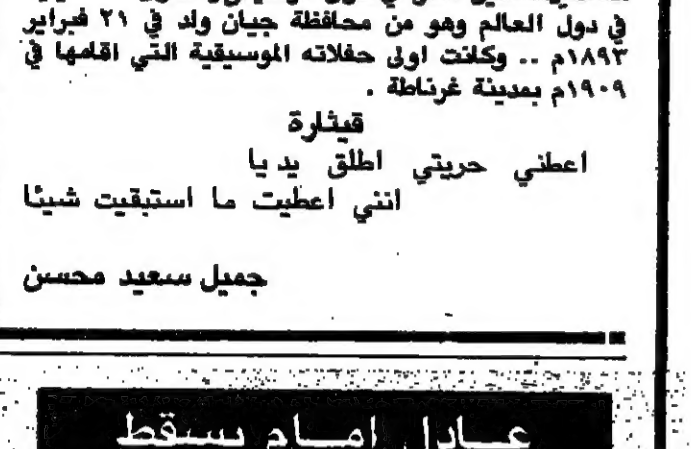 في دول العالم وهو من محافظة جيان ولد في ٢١ فبراير
١٨٩٣م .. وكانت اولى حفلاته الموسيقية التي اقامها في
١٩٠٩م بمدينة غرناطة .
قيثارة
اعطني حريتي اطلق يديا
انني اعطيت ما استبقيت شيئا
جميل سعيد محسن
عادل امام يسقط